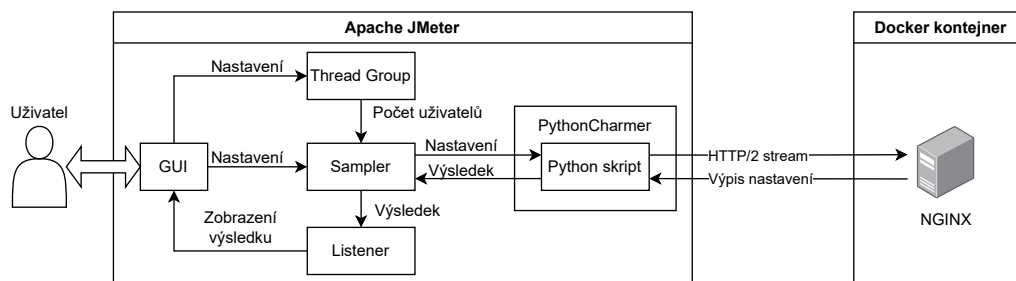 Apache JMeter
Docker kontejner
Nastavení
Thread Group
Uživatel
Počet uživatelů
PythonCharmer
GUI
Nastavení
Sampler
Nastavení
Výsledek
Python skript
HTTP/2 stream
Výpis nastavení
NGINX
Zobrazení
výsledku
Výsledek
Listener